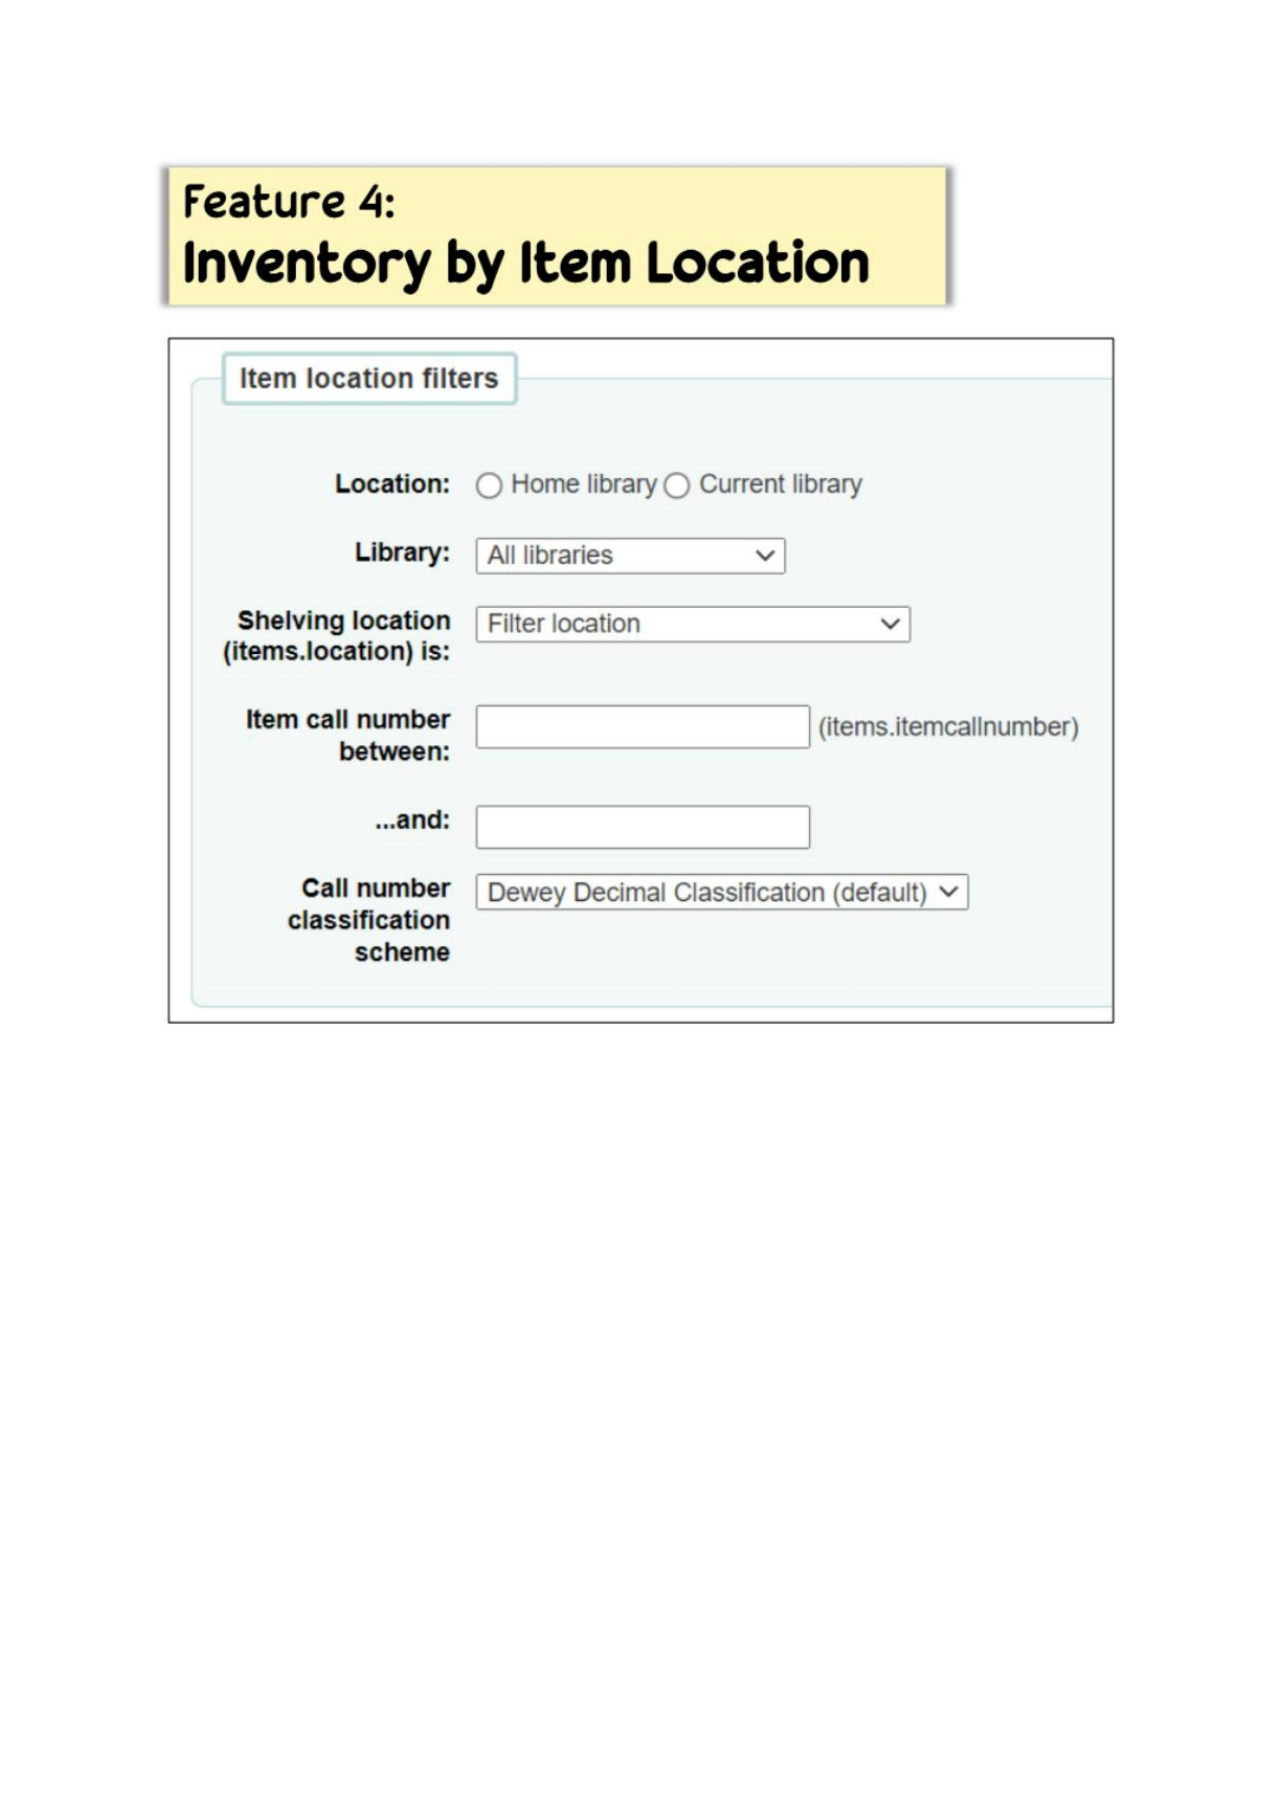 Feature 4:
Inventory by Item Location
Item location filters
Location: Home library Current library
Library: All libraries
Shelving location Filter location
(items.location) is:
Item call number (items.itemcallnumber)
between:
...and:
Call number Dewey Decimal Classification (default)
classification
scheme